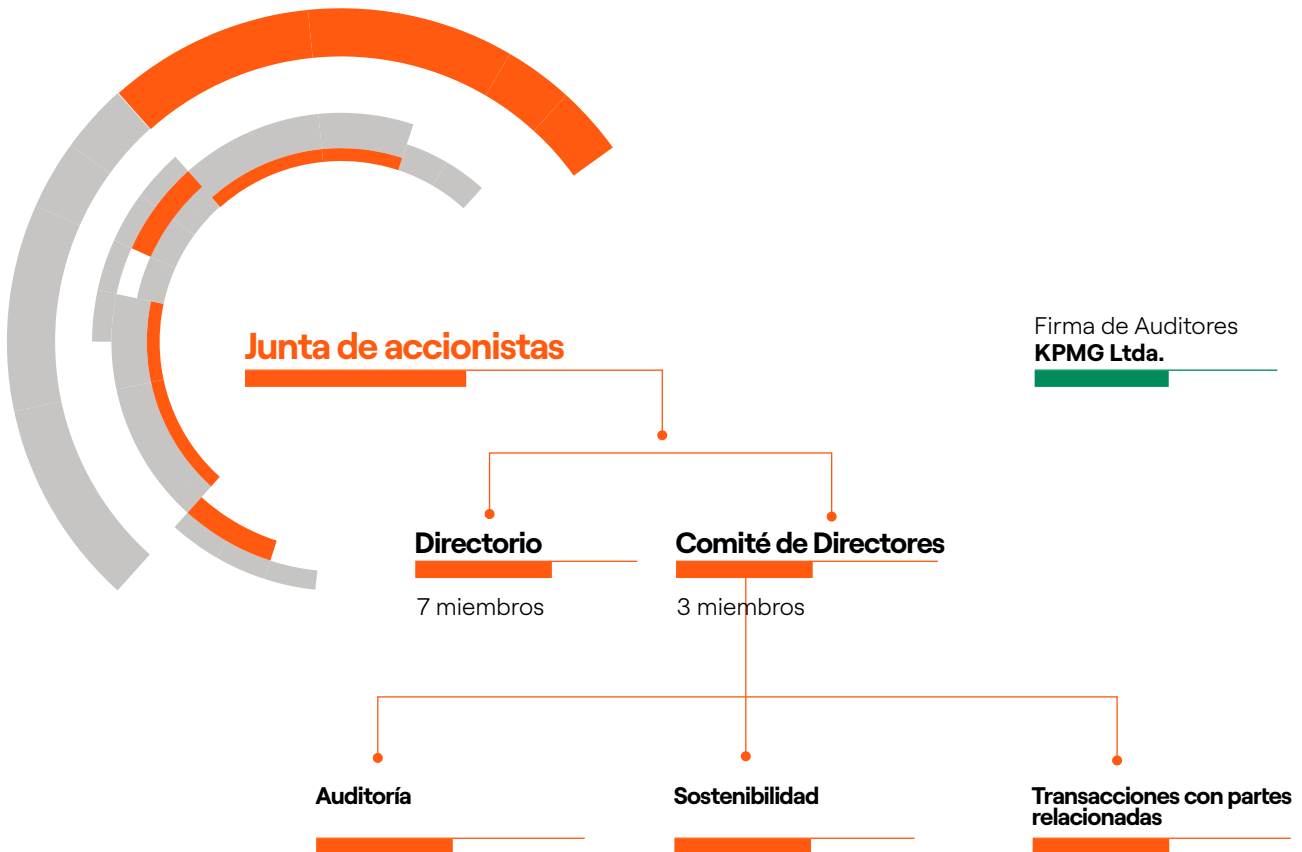 Junta de accionistas
Firma de Auditores
KPMG Ltda.
Directorio
7 miembros
Comité de Directores
3 miembros
Auditoría
Sostenibilidad
Transacciones con partes
relacionadas